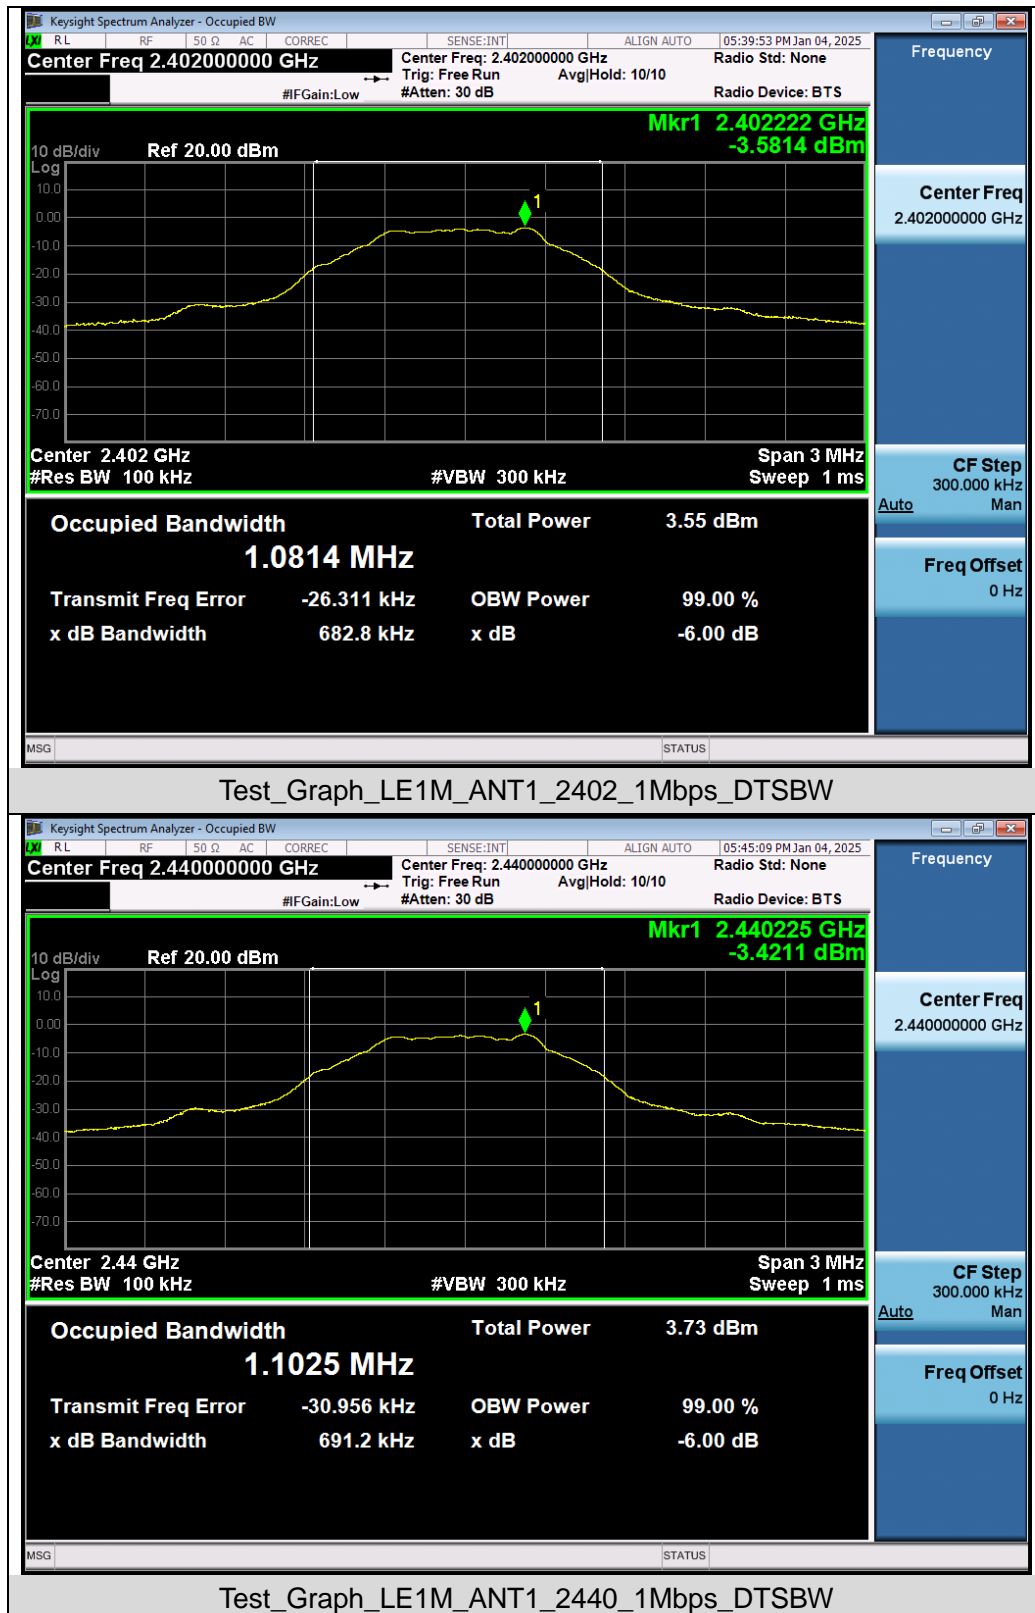 Keysight Spectrum Analyzer - Occupied BW
LXI RL RF 50 Ω AC CORREC SENSE:INT ALIGN AUTO 05:39:53 PM Jan 04, 2025
Center Freq 2.402000000 GHz
Center Freq: 2.402000000 GHz
Radio Std: None
Trig: Free Run Avg|Hold: 10/10
#IFGain:Low #Atten: 30 dB Radio Device: BTS
Frequency
Mkr1 2.402222 GHz
-3.5814 dBm
10 dB/div Ref 20.00 dBm
Log
10.0
0.00
-10.0
-20.0
-30.0
-40.0
-50.0
-60.0
-70.0
1
Center 2.402 GHz Span 3 MHz
#Res BW 100 kHz #VBW 300 kHz Sweep 1 ms
Center Freq
2.402000000 GHz
CF Step
300.000 kHz
Auto Man
Freq Offset
0 Hz
Occupied Bandwidth Total Power 3.55 dBm
1.0814 MHz
Transmit Freq Error -26.311 kHz OBW Power 99.00 %
x dB Bandwidth 682.8 kHz x dB -6.00 dB
MSG STATUS
Test_Graph_LE1M_ANT1_2402_1Mbps_DTSBW
Keysight Spectrum Analyzer - Occupied BW
LXI RL RF 50 Ω AC CORREC SENSE:INT ALIGN AUTO 05:45:09 PM Jan 04, 2025
Center Freq 2.440000000 GHz
Center Freq: 2.440000000 GHz
Radio Std: None
Trig: Free Run Avg|Hold: 10/10
#IFGain:Low #Atten: 30 dB Radio Device: BTS
Frequency
Mkr1 2.440225 GHz
-3.4211 dBm
10 dB/div Ref 20.00 dBm
Log
10.0
0.00
-10.0
-20.0
-30.0
-40.0
-50.0
-60.0
-70.0
1
Center 2.44 GHz Span 3 MHz
#Res BW 100 kHz #VBW 300 kHz Sweep 1 ms
Center Freq
2.440000000 GHz
CF Step
300.000 kHz
Auto Man
Freq Offset
0 Hz
Occupied Bandwidth Total Power 3.73 dBm
1.1025 MHz
Transmit Freq Error -30.956 kHz OBW Power 99.00 %
x dB Bandwidth 691.2 kHz x dB -6.00 dB
MSG STATUS
Test_Graph_LE1M_ANT1_2440_1Mbps_DTSBW